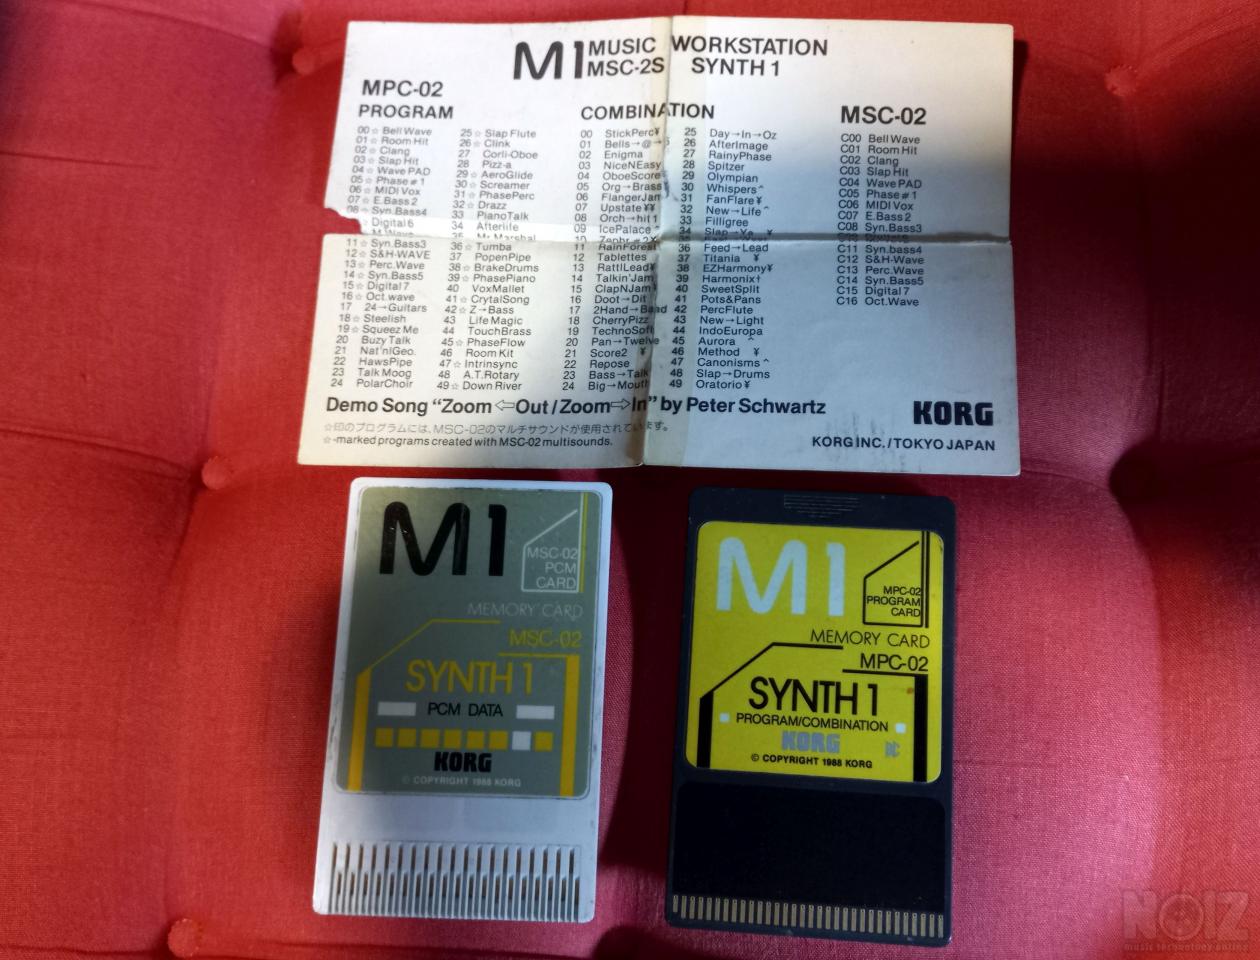 M1 MUSIC WORKSTATION
MSC-2S SYNTH 1
MPC-02
PROGRAM
00☆ Bell Wave
01☆ Room Hit
02☆ Clang
03☆ Slap Hit
04☆ Wave PAD
05☆ Phase #1
06☆ MIDI Vox
07☆ E.Bass 2
08☆ Syn.Bass4
Digital 6
M.Wave
11☆ Syn.Bass3
12☆ S&H-WAVE
13☆ Perc.Wave
14☆ Syn.Bass5
15☆ Digital 7
16☆ Oct.wave
17 24→Guitars
18☆ Steelish
19☆ Squeez Me
20 Buzy Talk
21 Nat'nlGeo.
22 HawsPipe
23 Talk Moog
24 PolarChoir
25☆ Slap Flute
26☆ Clink
27 Corli-Oboe
28 Pizz-a
29☆ AeroGlide
30☆ Screamer
31☆ PhasePerc
32☆ Drazz
33 PianoTalk
34 Afterlife
35 Mr.Marshal
36☆ Tumba
37 PopenPipe
38☆ BrakeDrums
39☆ PhasePiano
40 VoxMallet
41☆ CrytalSong
42☆ Z→Bass
43 Life Magic
44 TouchBrass
45☆ PhaseFlow
46 Room Kit
47☆ Intrinsync
48 A.T.Rotary
49☆ Down River
COMBINATION
00 StickPerc¥
01 Bells→@→
02 Enigma
03 NiceNEasy
04 OboeScore
05 Org→Brass
06 FlangerJam
07 Upstate¥¥
08 Orch→hit 1
09 IcePalace^
10 Zephr #2¥
11 RainForest
12 Tablettes
13 RattlLead¥
14 Talkin'Jam
15 ClapNJam¥
16 Doot→Dit
17 2Hand→Band
18 CherryPizz
19 TechnoSoft
20 Pan→Twelve
21 Score2 ¥
22 Repose
23 Bass→Talk
24 Big→Mouth
25 Day→In→Oz
26 AfterImage
27 RainyPhase
28 Spitzer
29 Olympian
30 Whispers^
31 FanFlare¥
32 New→Life^
33 Filligree
34 Slap→Ye ¥
36 Feed→Lead
37 Titania ¥
38 EZHarmony¥
39 Harmonix†
40 SweetSplit
41 Pots&Pans
42 PercFlute
43 New→Light
44 IndoEuropa
45 Aurora ^
46 Method ¥
47 Canonisms^
48 Slap→Drums
49 Oratorio¥
MSC-02
C00 Bell Wave
C01 Room Hit
C02 Clang
C03 Slap Hit
C04 Wave PAD
C05 Phase #1
C06 MIDI Vox
C07 E.Bass 2
C08 Syn.Bass3
C11 Syn.bass4
C12 S&H-WAVE
C13 Perc.Wave
C14 Syn.Bass5
C15 Digital 7
C16 Oct.Wave
Demo Song "Zoom⇐Out / Zoom⇒In" by Peter Schwartz
☆印のプログラムには、MSC-02のマルチサウンドが使用されています。
☆-marked programs created with MSC-02 multisounds.
KORG
KORG INC. / TOKYO JAPAN
M1
MSC-02
PCM
CARD
MEMORY CARD
MSC-02
SYNTH 1
PCM DATA
KORG
© COPYRIGHT 1988 KORG
M1
MPC-02
PROGRAM
CARD
MEMORY CARD
MPC-02
SYNTH 1
PROGRAM/COMBINATION
KORG
© COPYRIGHT 1988 KORG
NOIZ
music technology online